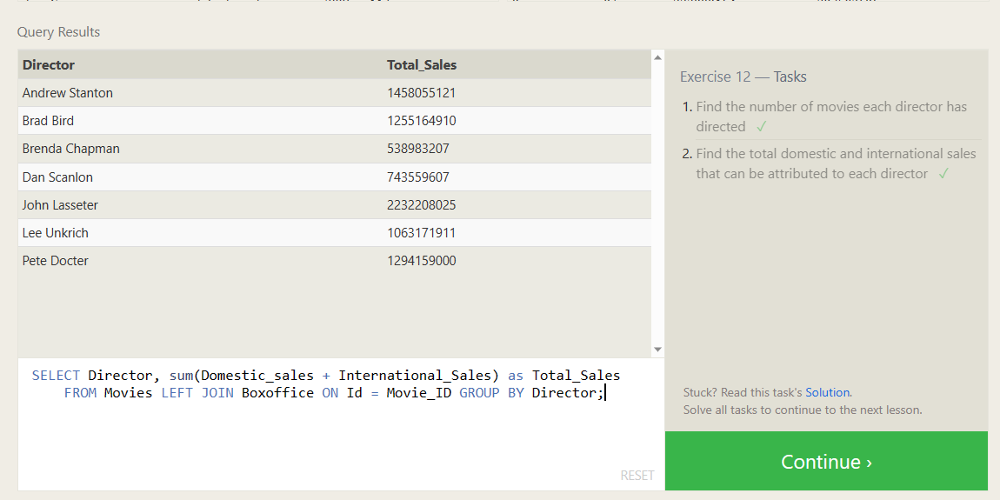 Query Results
Director Total_Sales
Andrew Stanton 1458055121
Brad Bird 1255164910
Brenda Chapman 538983207
Dan Scanlon 743559607
John Lasseter 2232208025
Lee Unkrich 1063171911
Pete Docter 1294159000
SELECT Director, sum(Domestic_sales + International_Sales) as Total_Sales
FROM Movies LEFT JOIN Boxoffice ON Id = Movie_ID GROUP BY Director;
RESET
Exercise 12 — Tasks
1. Find the number of movies each director has
directed ✓
2. Find the total domestic and international sales
that can be attributed to each director ✓
Stuck? Read this task's Solution.
Solve all tasks to continue to the next lesson.
Continue ›